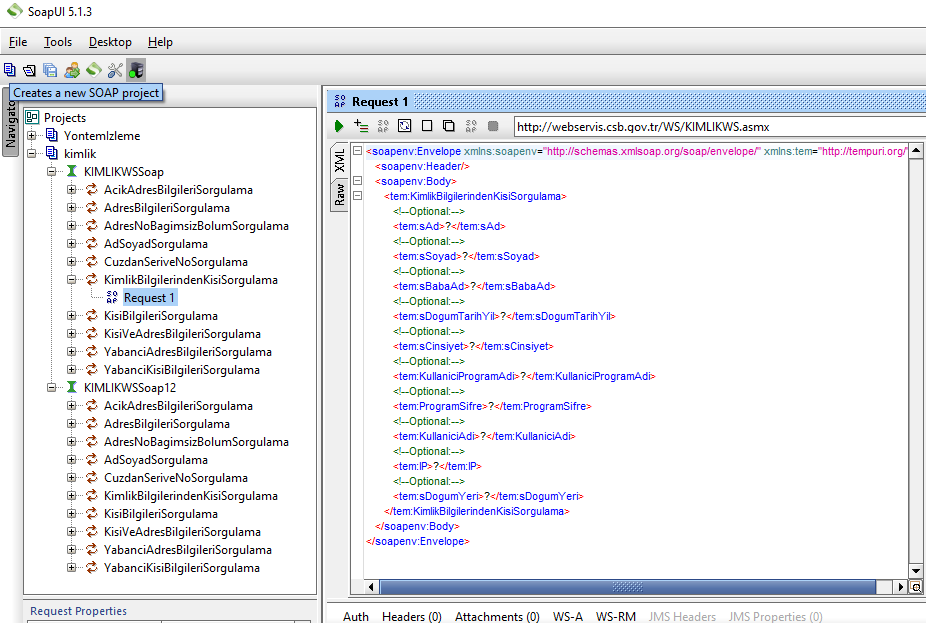 SoapUI 5.1.3
File Tools Desktop Help
Creates a new SOAP project
Navigato
Projects
YontemIzleme
kimlik
KIMLIKWSSoap
AcikAdresBilgileriSorgulama
AdresBilgileriSorgulama
AdresNoBagimsizBolumSorgulama
AdSoyadSorgulama
CuzdanSeriveNoSorgulama
KimlikBilgilerindenKisiSorgulama
Request 1
KisiBilgileriSorgulama
KisiVeAdresBilgileriSorgulama
YabanciAdresBilgileriSorgulama
YabanciKisiBilgileriSorgulama
KIMLIKWSSoap12
AcikAdresBilgileriSorgulama
AdresBilgileriSorgulama
AdresNoBagimsizBolumSorgulama
AdSoyadSorgulama
CuzdanSeriveNoSorgulama
KimlikBilgilerindenKisiSorgulama
KisiBilgileriSorgulama
KisiVeAdresBilgileriSorgulama
YabanciAdresBilgileriSorgulama
YabanciKisiBilgileriSorgulama
Request Properties
Request 1
http://webservis.csb.gov.tr/WS/KIMLIKWS.asmx
XML
Raw
<soapenv:Envelope xmlns:soapenv="http://schemas.xmlsoap.org/soap/envelope/" xmlns:tem="http://tempuri.org/"
<soapenv:Header/>
<soapenv:Body>
<tem:KimlikBilgilerindenKisiSorgulama>
<!--Optional:-->
<tem:sAd>?</tem:sAd>
<!--Optional:-->
<tem:sSoyad>?</tem:sSoyad>
<!--Optional:-->
<tem:sBabaAd>?</tem:sBabaAd>
<!--Optional:-->
<tem:sDogumTarihYil>?</tem:sDogumTarihYil>
<!--Optional:-->
<tem:sCinsiyet>?</tem:sCinsiyet>
<!--Optional:-->
<tem:KullaniciProgramAdi>?</tem:KullaniciProgramAdi>
<!--Optional:-->
<tem:ProgramSifre>?</tem:ProgramSifre>
<!--Optional:-->
<tem:KullaniciAdi>?</tem:KullaniciAdi>
<!--Optional:-->
<tem:IP>?</tem:IP>
<!--Optional:-->
<tem:sDogumYeri>?</tem:sDogumYeri>
</tem:KimlikBilgilerindenKisiSorgulama>
</soapenv:Body>
</soapenv:Envelope>
Auth Headers (0) Attachments (0) WS-A WS-RM JMS Headers JMS Properties (0)